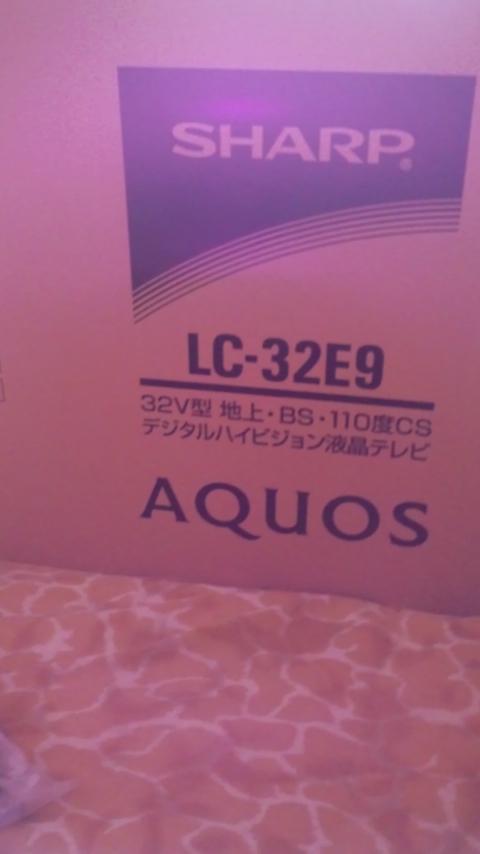 SHARP®
LC-32E9
32V型 地上・BS・110度CS
デジタルハイビジョン液晶テレビ
AQUOS